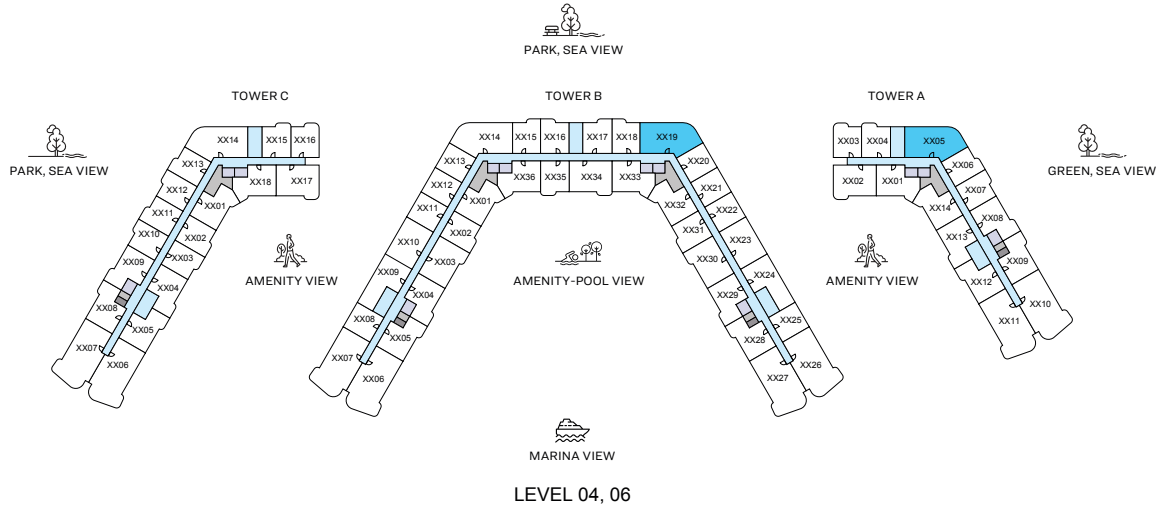 PARK, SEA VIEW
TOWER C
TOWER B
TOWER A
PARK, SEA VIEW
GREEN, SEA VIEW
XX14
XX15
XX16
XX13
XX18
XX17
XX12
XX01
XX11
XX02
XX10
XX03
XX09
XX04
XX08
XX05
XX07
XX06
XX14
XX15
XX16
XX17
XX18
XX19
XX13
XX36
XX35
XX34
XX33
XX20
XX12
XX01
XX32
XX21
XX11
XX02
XX31
XX22
XX10
XX03
XX30
XX23
XX09
XX04
XX29
XX24
XX08
XX05
XX28
XX25
XX07
XX06
XX27
XX26
XX03
XX04
XX05
XX06
XX02
XX01
XX07
XX14
XX08
XX13
XX09
XX12
XX10
XX11
AMENITY VIEW
AMENITY-POOL VIEW
AMENITY VIEW
MARINA VIEW
LEVEL 04, 06